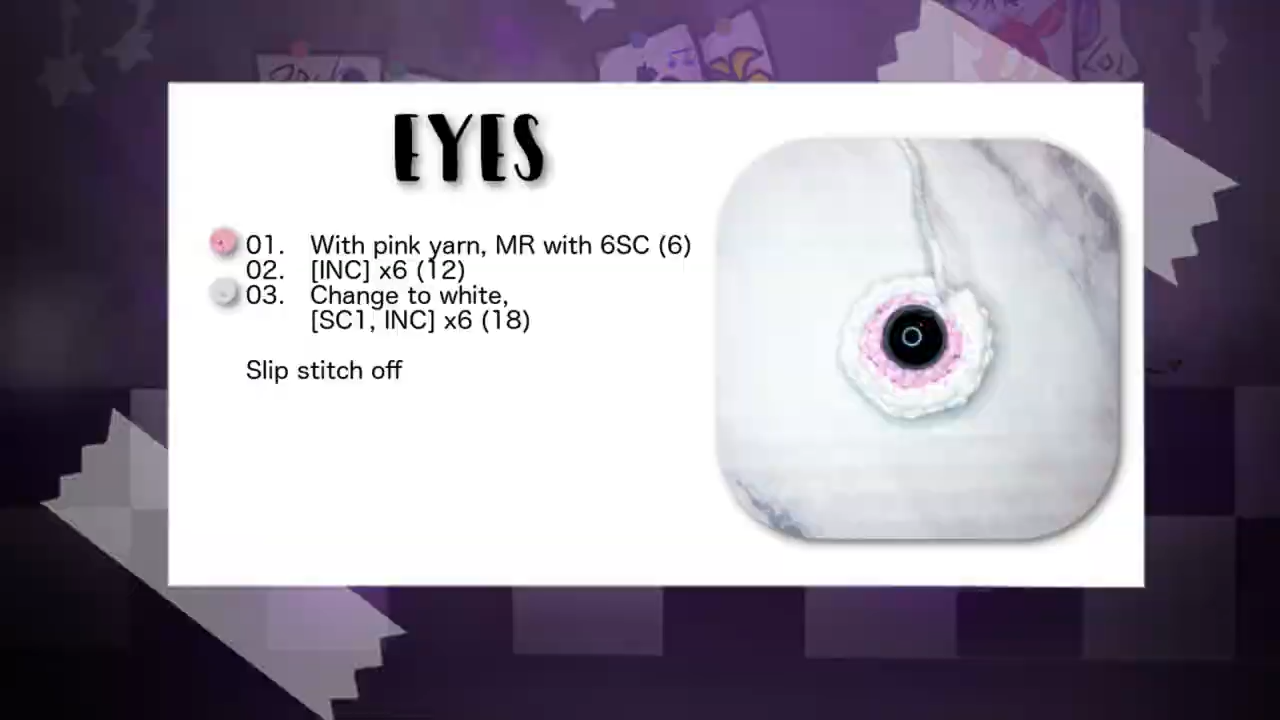 EYES
01. With pink yarn, MR with 6SC (6)
02. [INC] x6 (12)
03. Change to white,
[SC1, INC] x6 (18)
Slip stitch off